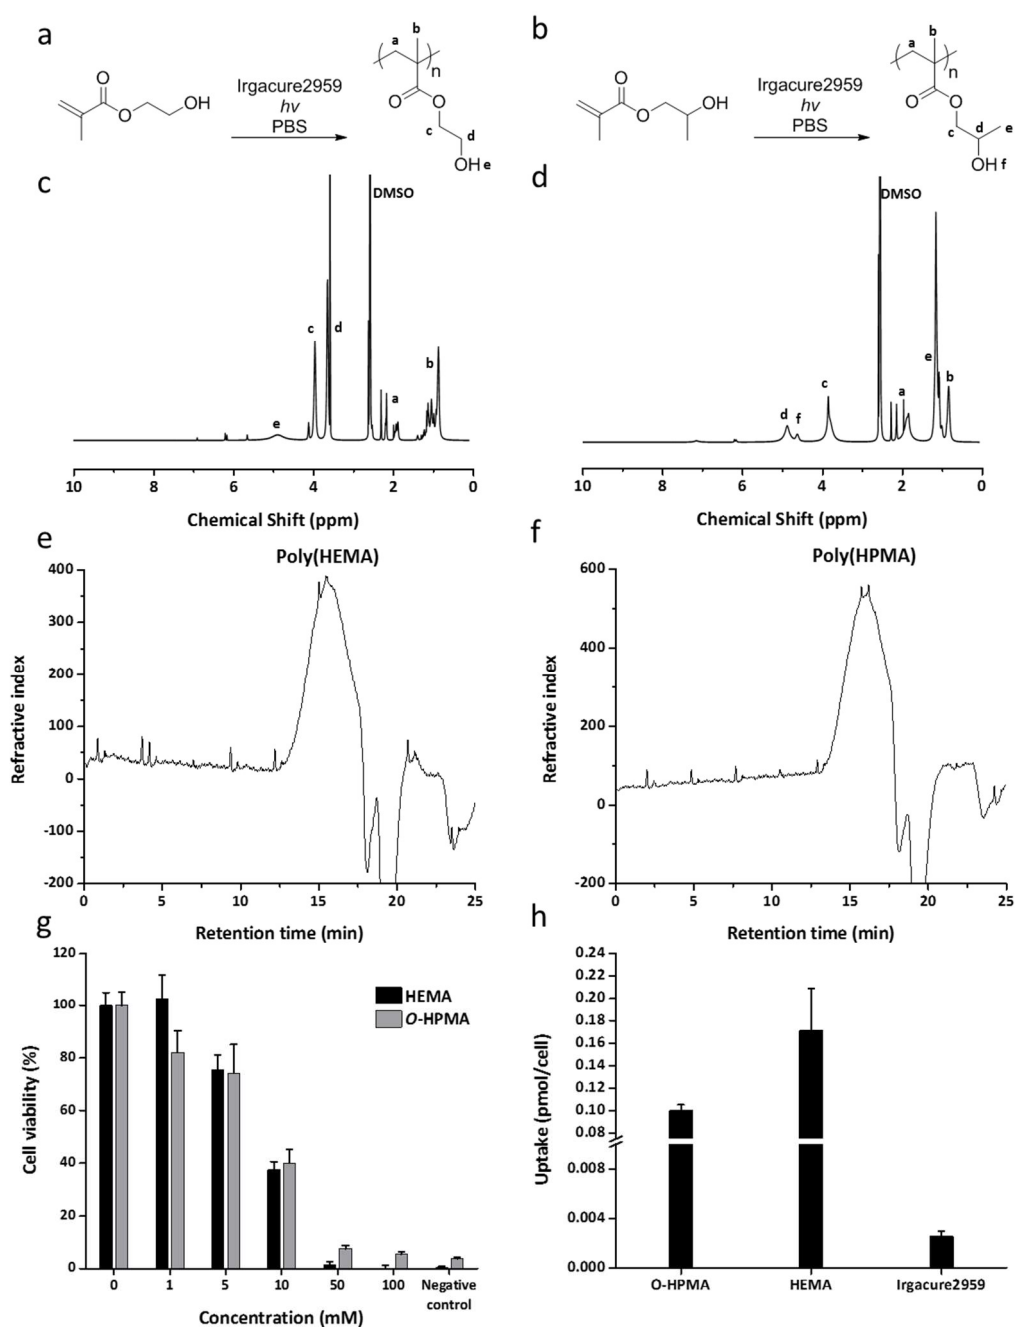 a
b
O
O
OH
Irgacure2959
hv
PBS
a
b
n
O
O
c
d
OH e
O
O
OH
Irgacure2959
hv
PBS
a
b
n
O
O
c
d
e
OH f
c
DMSO
c
d
e
a
b
10 8 6 4 2 0
Chemical Shift (ppm)
d
DMSO
d
f
c
a
e
b
10 8 6 4 2 0
Chemical Shift (ppm)
e
Poly(HEMA)
400
300
200
100
0
-100
-200
Refractive index
0 5 10 15 20 25
Retention time (min)
f
Poly(HPMA)
600
400
200
0
-200
Refractive index
0 5 10 15 20 25
Retention time (min)
g
120
100
80
60
40
20
0
Cell viability (%)
HEMA
O-HPMA
0 1 5 10 50 100 Negative
control
Concentration (mM)
h
0.24
0.22
0.20
0.18
0.16
0.14
0.12
0.10
0.08
0.008
0.004
0.000
Uptake (pmol/cell)
O-HPMA HEMA Irgacure2959